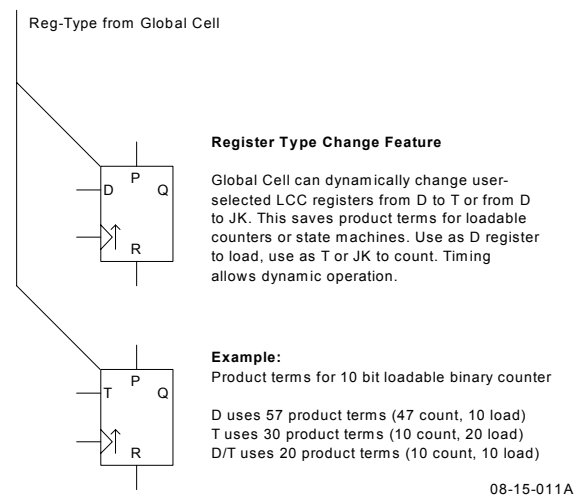 Reg-Type from Global Cell
P
D
Q
R
Register Type Change Feature
Global Cell can dynamically change user-
selected LCC registers from D to T or from D
to JK. This saves product terms for loadable
counters or state machines. Use as D register
to load, use as T or JK to count. Timing
allows dynamic operation.
P
T
Q
R
Example:
Product terms for 10 bit loadable binary counter
D uses 57 product terms (47 count, 10 load)
T uses 30 product terms (10 count, 20 load)
D/T uses 20 product terms (10 count, 10 load)
08-15-011A